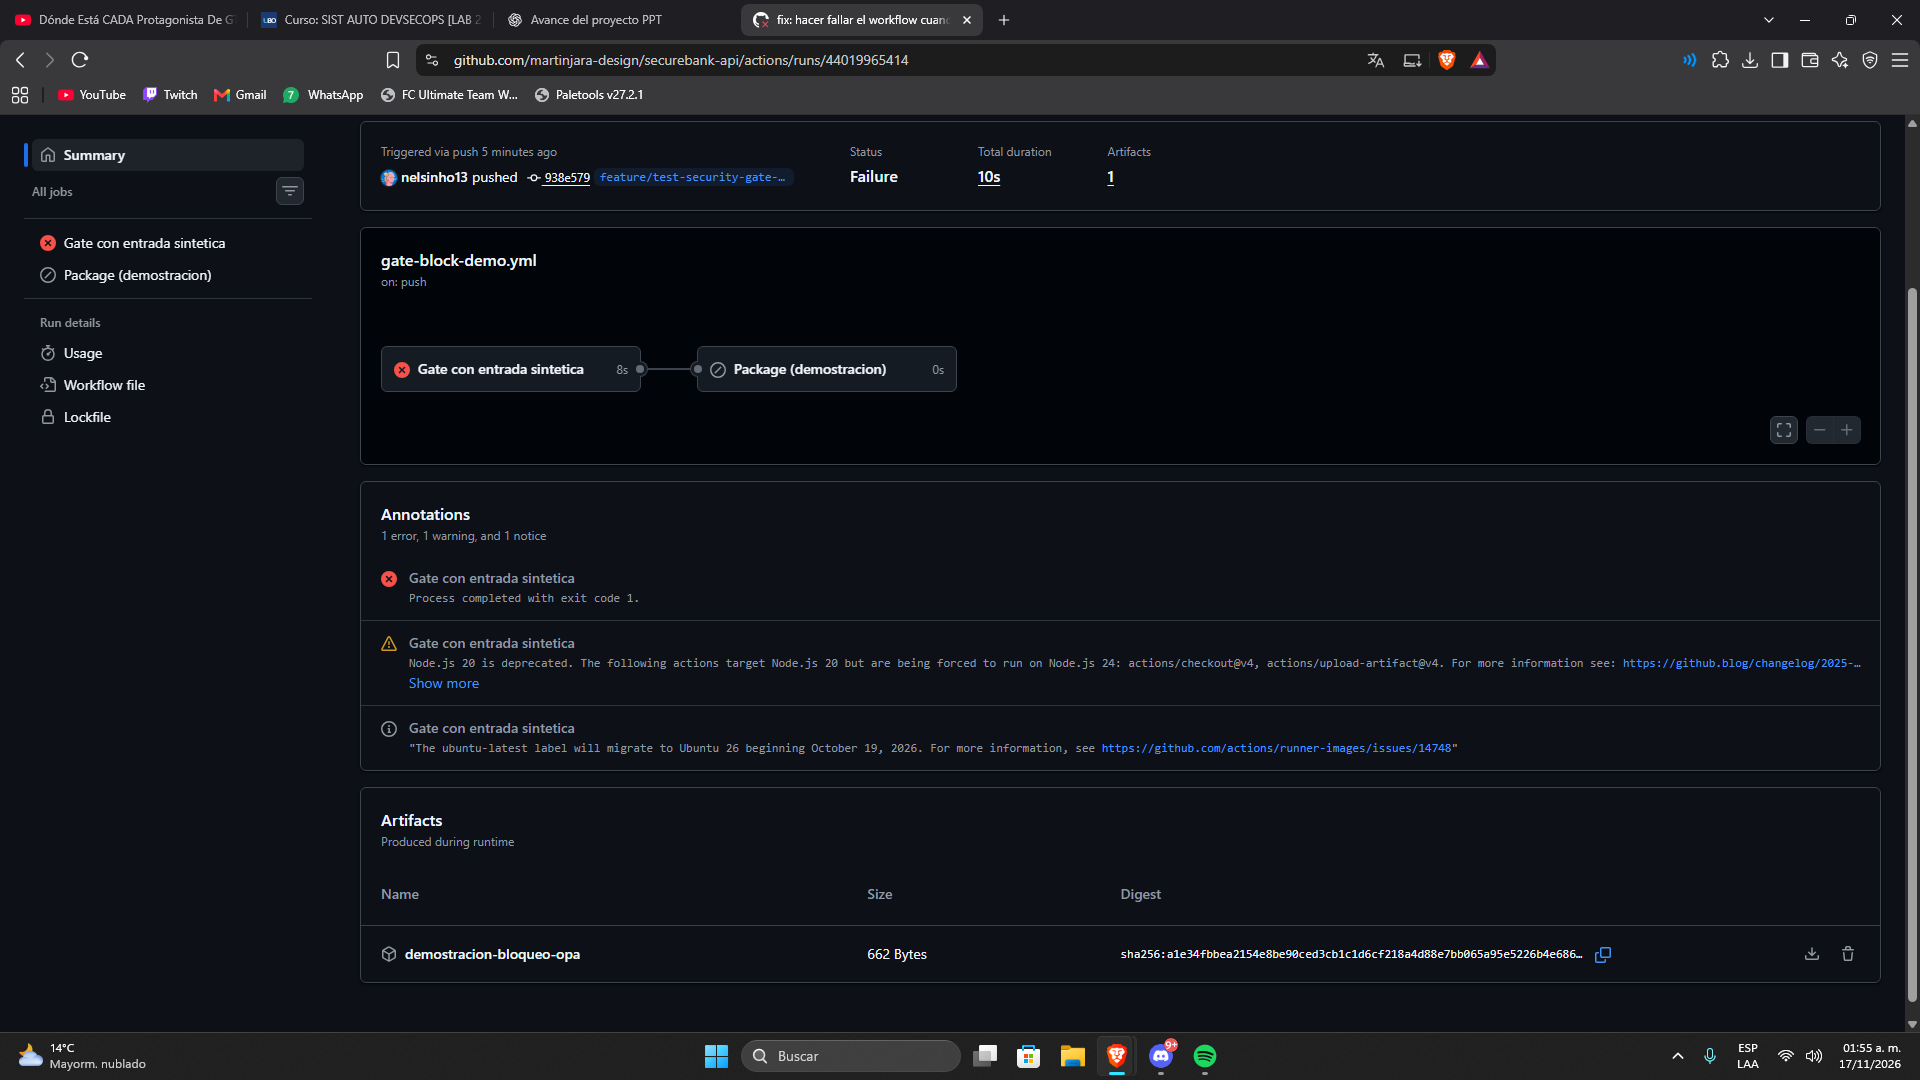 Dónde Está CADA Protagonista De G
Curso: SIST AUTO DEVSECOPS [LAB 2
Avance del proyecto PPT
fix: hacer fallar el workflow cuan
github.com/martinjara-design/securebank-api/actions/runs/44019965414
YouTube
Twitch
Gmail
7
WhatsApp
FC Ultimate Team W...
Paletools v27.2.1
Summary
All jobs
Gate con entrada sintetica
Package (demostracion)
Run details
Usage
Workflow file
Lockfile
Triggered via push 5 minutes ago
nelsinho13 pushed 938e579 feature/test-security-gate-…
Status
Failure
Total duration
10s
Artifacts
1
gate-block-demo.yml
on: push
Gate con entrada sintetica 8s
Package (demostracion) 0s
Annotations
1 error, 1 warning, and 1 notice
Gate con entrada sintetica
Process completed with exit code 1.
Gate con entrada sintetica
Node.js 20 is deprecated. The following actions target Node.js 20 but are being forced to run on Node.js 24: actions/checkout@v4, actions/upload-artifact@v4. For more information see: https://github.blog/changelog/2025-…
Show more
Gate con entrada sintetica
"The ubuntu-latest label will migrate to Ubuntu 26 beginning October 19, 2026. For more information, see https://github.com/actions/runner-images/issues/14748"
Artifacts
Produced during runtime
Name Size Digest
demostracion-bloqueo-opa 662 Bytes sha256:a1e34fbbea2154e8be90ced3cb1c1d6cf218a4d88e7bb065a95e5226b4e686…
14°C
Mayorm. nublado
Buscar
9+
ESP
LAA
01:55 a. m.
17/11/2026